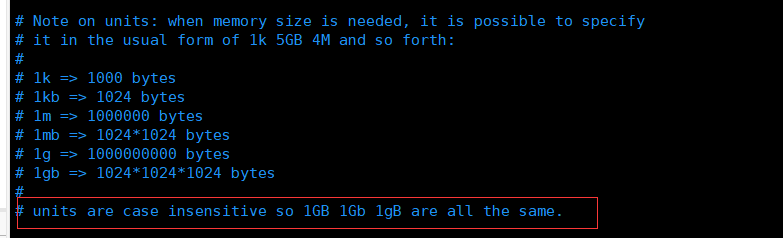 # Note on units: when memory size is needed, it is possible to specify
# it in the usual form of 1k 5GB 4M and so forth:
#
# 1k => 1000 bytes
# 1kb => 1024 bytes
# 1m => 1000000 bytes
# 1mb => 1024*1024 bytes
# 1g => 1000000000 bytes
# 1gb => 1024*1024*1024 bytes
#
# units are case insensitive so 1GB 1Gb 1gB are all the same.